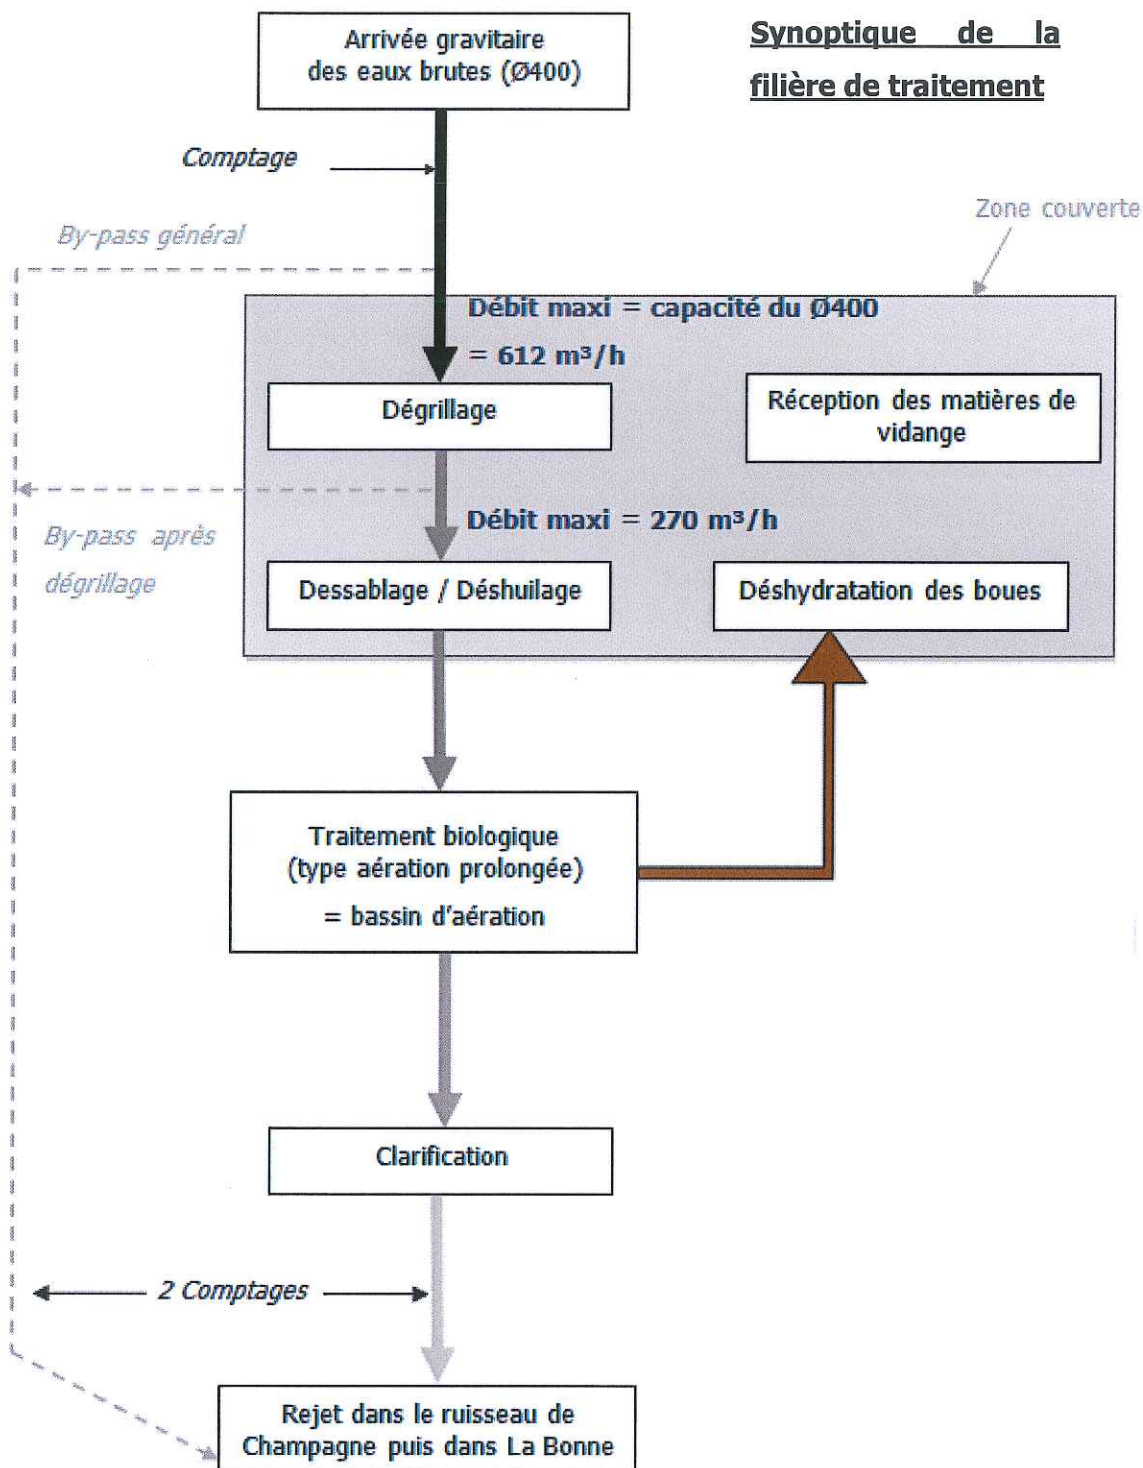 Synoptique de la
filière de traitement
Arrivée gravitaire
des eaux brutes (Ø400)
Comptage
By-pass général
Zone couverte
Débit maxi = capacité du Ø400
= 612 m³/h
Dégrillage
Réception des matières de
vidange
By-pass après
dégrillage
Débit maxi = 270 m³/h
Dessablage / Déshuilage
Déshydratation des boues
Traitement biologique
(type aération prolongée)
= bassin d'aération
Clarification
2 Comptages
Rejet dans le ruisseau de
Champagne puis dans La Bonne